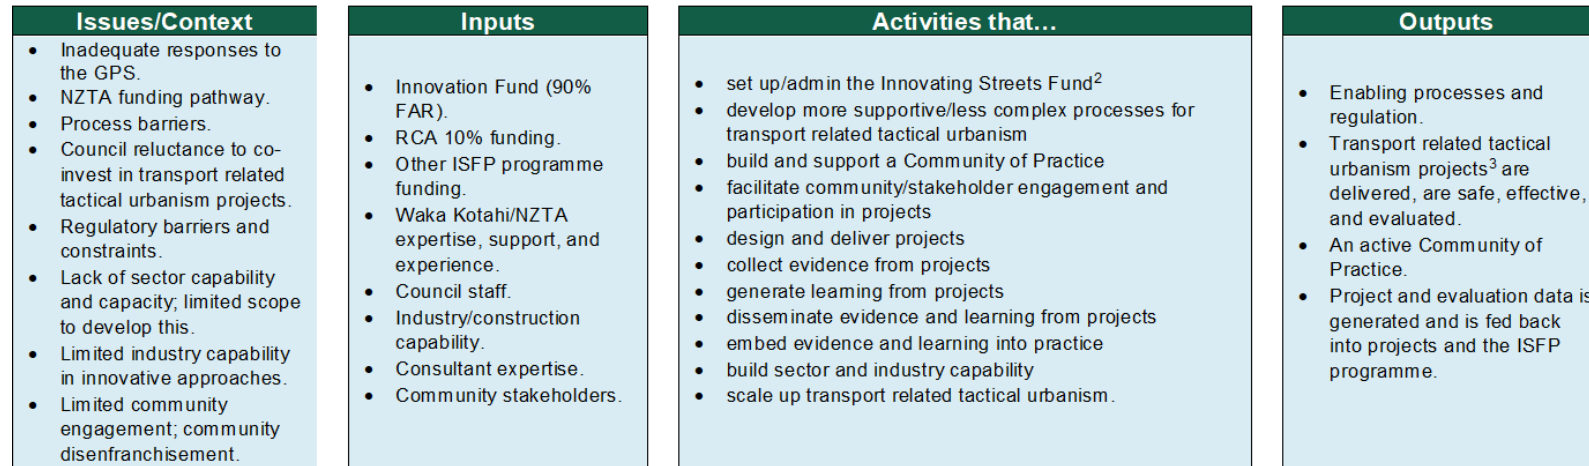 Issues/Context
• Inadequate responses to
the GPS.
• NZTA funding pathway.
• Process barriers.
• Council reluctance to co-
invest in transport related
tactical urbanism projects.
• Regulatory barriers and
constraints.
• Lack of sector capability
and capacity; limited scope
to develop this.
• Limited industry capability
in innovative approaches.
• Limited community
engagement; community
disenfranchisement.
Inputs
• Innovation Fund (90%
FAR).
• RCA 10% funding.
• Other ISFP programme
funding.
• Waka Kotahi/NZTA
expertise, support, and
experience.
• Council staff.
• Industry/construction
capability.
• Consultant expertise.
• Community stakeholders.
Activities that…
• set up/admin the Innovating Streets Fund²
• develop more supportive/less complex processes for
transport related tactical urbanism
• build and support a Community of Practice
• facilitate community/stakeholder engagement and
participation in projects
• design and deliver projects
• collect evidence from projects
• generate learning from projects
• disseminate evidence and learning from projects
• embed evidence and learning into practice
• build sector and industry capability
• scale up transport related tactical urbanism.
Outputs
• Enabling processes and
regulation.
• Transport related tactical
urbanism projects³ are
delivered, are safe, effective,
and evaluated.
• An active Community of
Practice.
• Project and evaluation data is
generated and is fed back
into projects and the ISFP
programme.